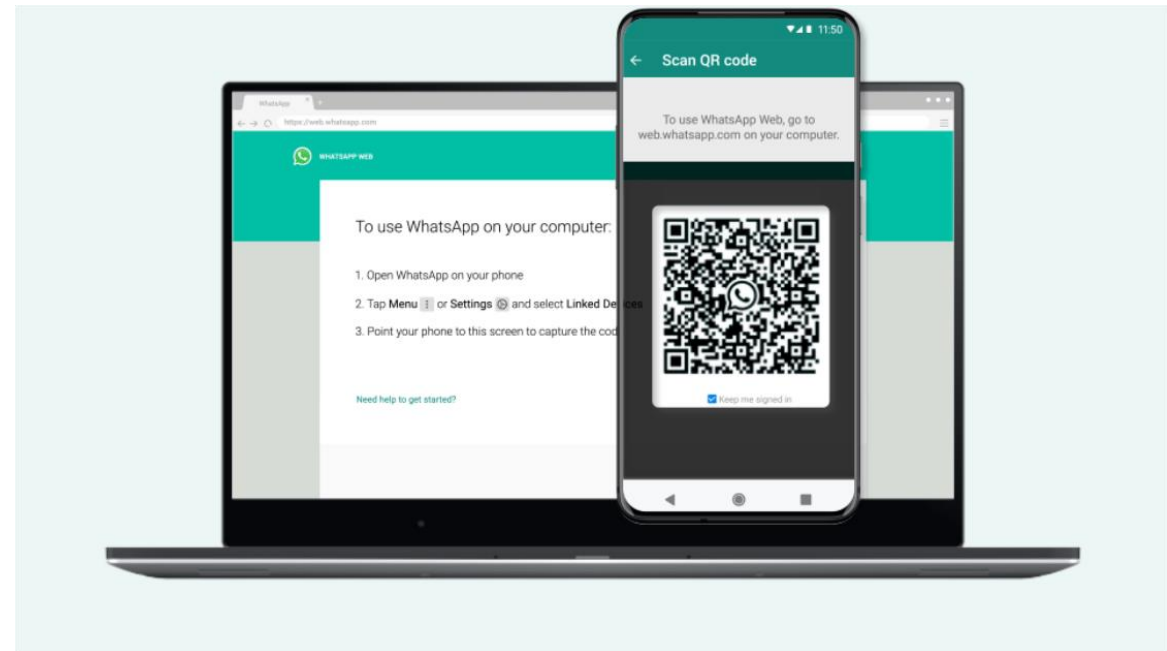 WhatsApp
https://web.whatsapp.com
WHATSAPP WEB
To use WhatsApp on your computer:
1. Open WhatsApp on your phone
2. Tap Menu or Settings and select Linked Devices
3. Point your phone to this screen to capture the cod
Need help to get started?
11:50
Scan QR code
To use WhatsApp Web, go to
web.whatsapp.com on your computer.
Keep me signed in